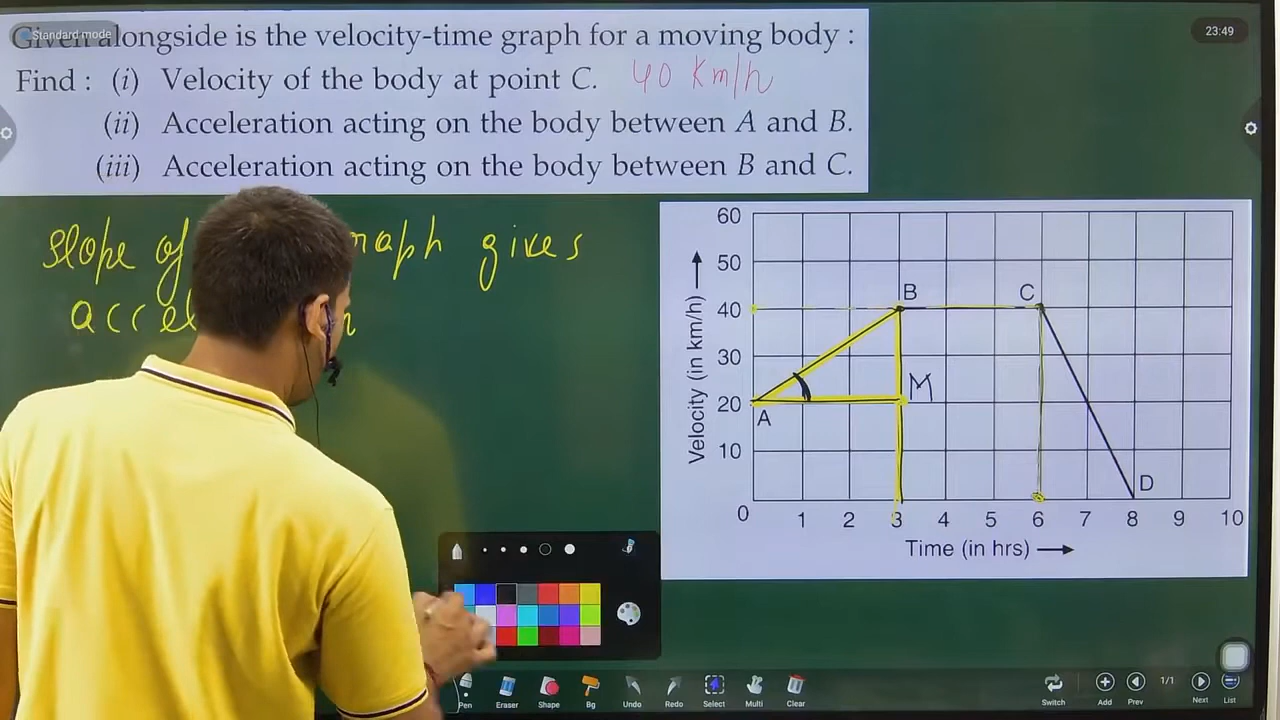 Standard mode
23:49
Given alongside is the velocity-time graph for a moving body :
Find : (i) Velocity of the body at point C. 40 Km/h
(ii) Acceleration acting on the body between A and B.
(iii) Acceleration acting on the body between B and C.
Slope of gives
60
50
40
30
20
10
0
1 2 3 4 5 6 7 8 9 10
Velocity (in km/h)
Time (in hrs)
A
B
C
D
M
Pen Eraser Shape Bg Undo Redo Select Multi Clear
Switch Add Prev 1/1 Next List